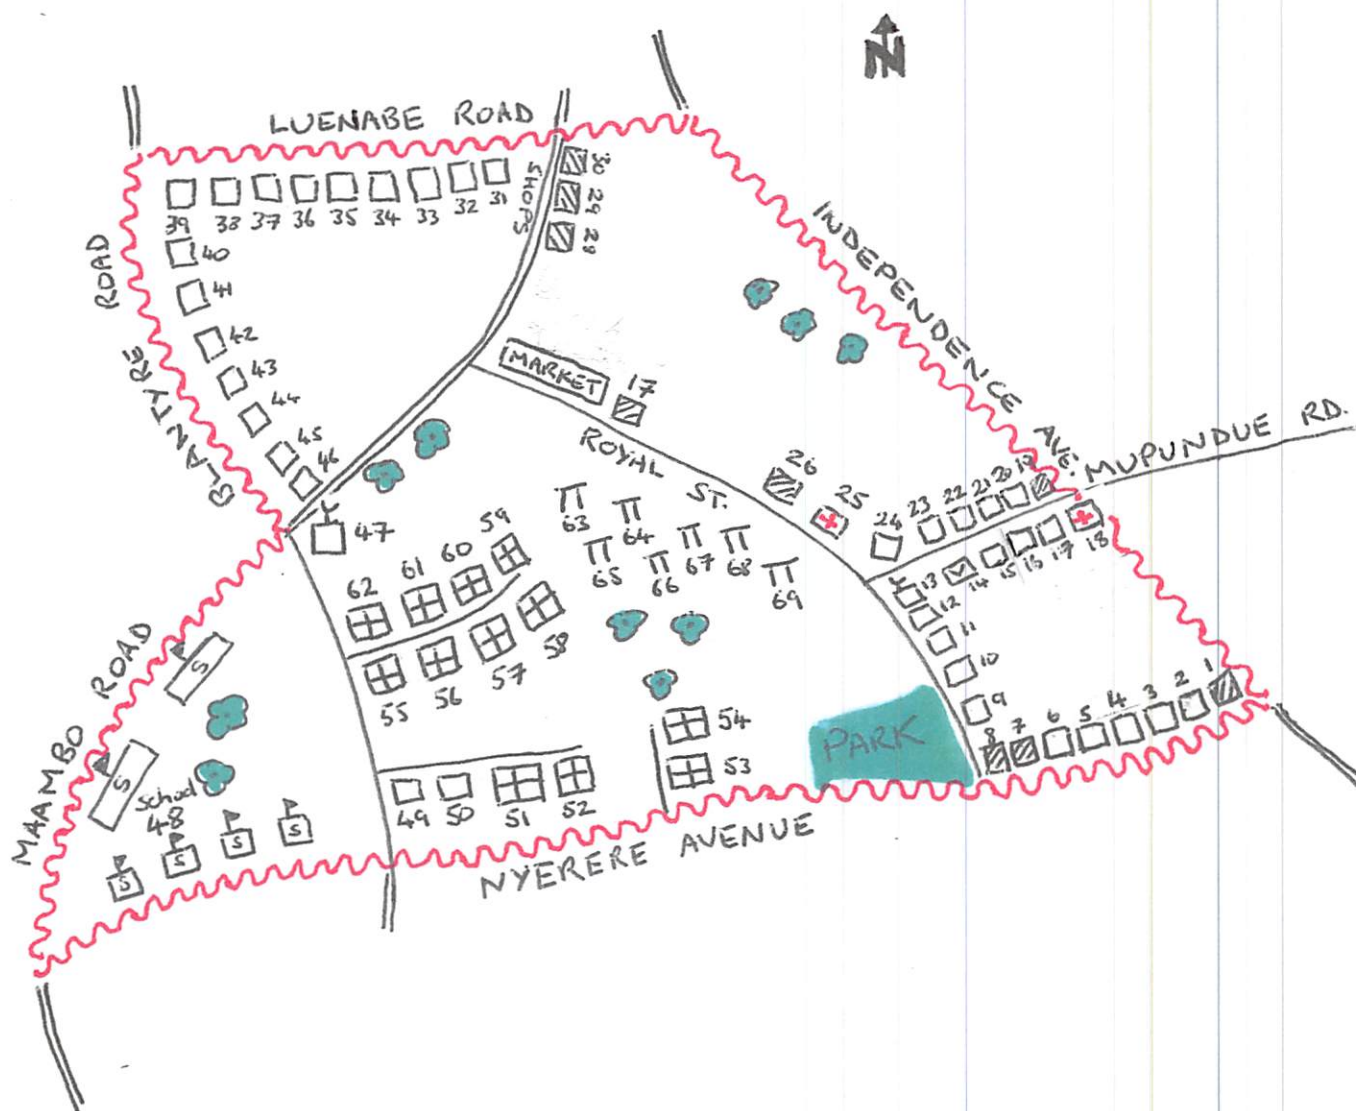 N
LUENABE ROAD
SHOPS
30
29
29
39 38 37 36 35 34 33 32 31
40
41
42
43
44
45
46
BLANTYRE ROAD
INDEPENDENCE AVE.
MUPUNDUE RD.
MARKET
17
ROYAL ST.
26
25
24 23 22 21 20 19
18
17
16
15
14
13
12
11
10
9
8 7 6 5 4 3 2 1
47
62 61 60 59
63
64
65
66
67
68
69
55 56 57 58
54
53
49 50 51 52
PARK
MAAMBO ROAD
S
S
School
48
S
S
S
S
NYERERE AVENUE